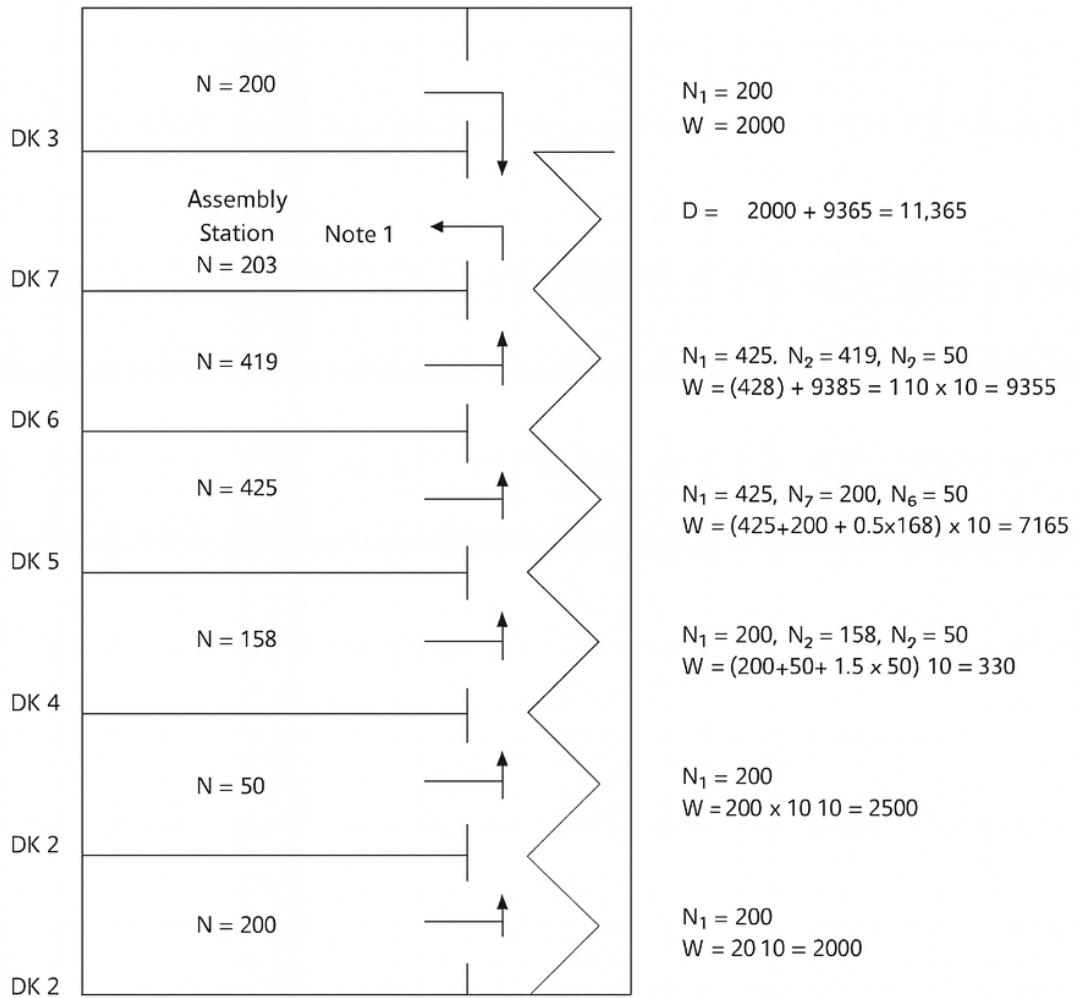 N = 200
N₁ = 200
W = 2000
DK 3
Assembly
Station Note 1
N = 203
D = 2000 + 9365 = 11,365
DK 7
N = 419
N₁ = 425. N₂ = 419, N₂ = 50
W = (428) + 9385 = 110 x 10 = 9355
DK 6
N = 425
N₁ = 425, N₇ = 200, N₆ = 50
W = (425+200 + 0.5x168) x 10 = 7165
DK 5
N = 158
N₁ = 200, N₂ = 158, N₂ = 50
W = (200+50+ 1.5 x 50) 10 = 330
DK 4
N = 50
N₁ = 200
W = 200 x 10 10 = 2500
DK 2
N = 200
N₁ = 200
W = 20 10 = 2000
DK 2